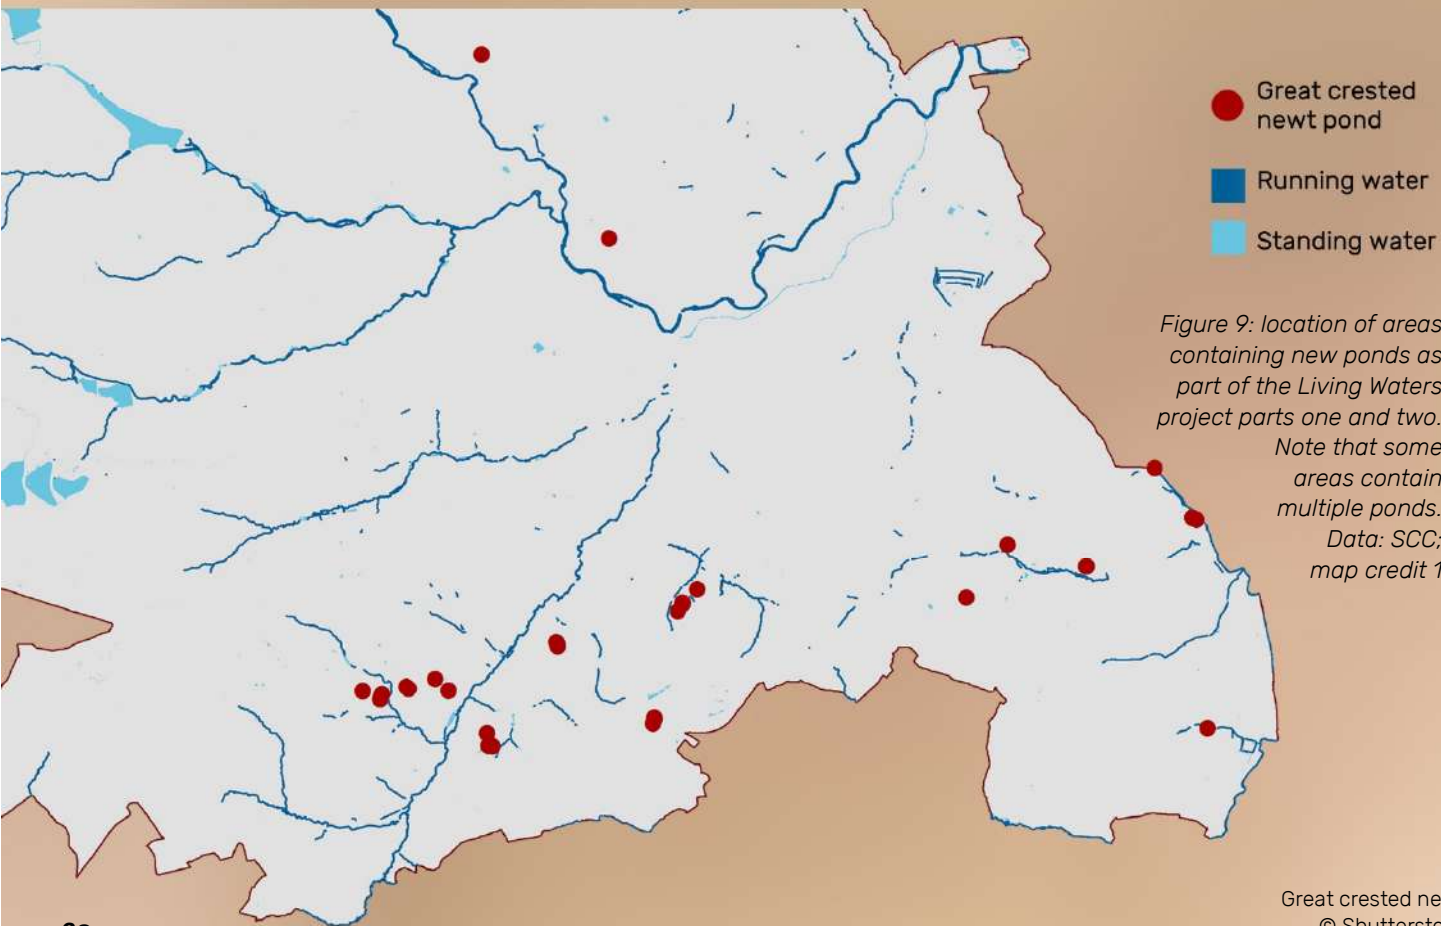 Great crested
newt pond
Running water
Standing water
Figure 9: location of areas
containing new ponds as
part of the Living Waters
project parts one and two.
Note that some
areas contain
multiple ponds.
Data: SCC;
map credit 1
Great crested ne
© Shuttersto